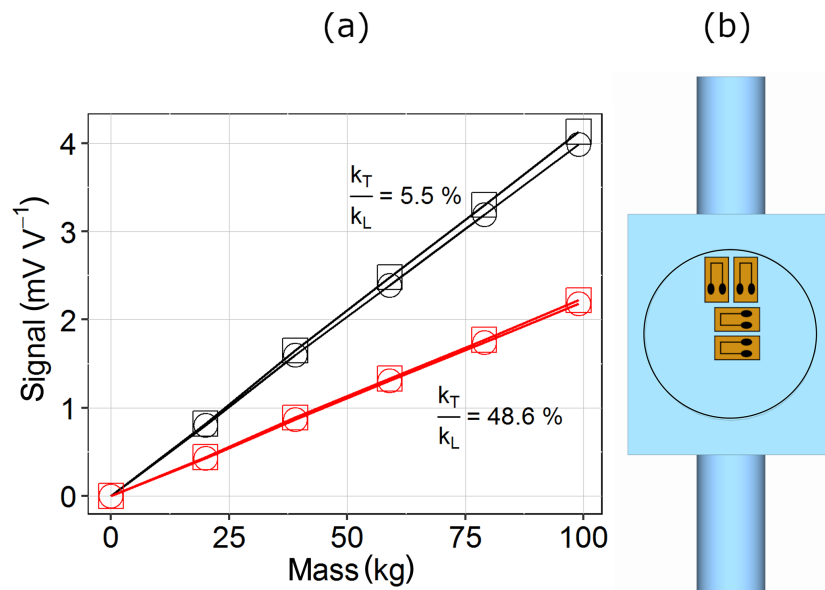 (a)
(b)
4
3
2
1
0
Signal (mV V⁻¹)
k_T
k_L
= 5.5 %
k_T
k_L
= 48.6 %
0 25 50 75 100
Mass (kg)